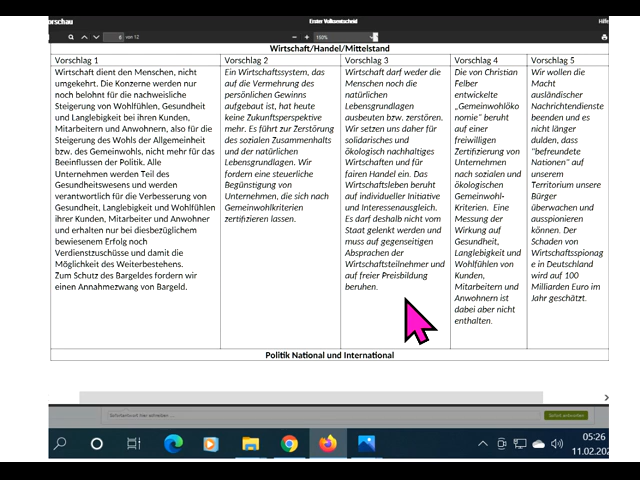 orschau
Erster Volksentscheid
Hilfe
6 von 12
150%
Wirtschaft/Handel/Mittelstand
Vorschlag 1
Wirtschaft dient den Menschen, nicht
umgekehrt. Die Konzerne werden nur
noch belohnt für die nachweisliche
Steigerung von Wohlfühlen, Gesundheit
und Langlebigkeit bei ihren Kunden,
Mitarbeitern und Anwohnern, also für die
Steigerung des Wohls der Allgemeinheit
bzw. des Gemeinwohls, nicht mehr für das
Beeinflussen der Politik. Alle
Unternehmen werden Teil des
Gesundheitswesens und werden
verantwortlich für die Verbesserung von
Gesundheit, Langlebigkeit und Wohlfühlen
ihrer Kunden, Mitarbeiter und Anwohner
und erhalten nur bei diesbezüglichem
bewiesenem Erfolg noch
Verdienstzuschüsse und damit die
Möglichkeit des Weiterbestehens.
Zum Schutz des Bargeldes fordern wir
einen Annahmezwang von Bargeld.
Vorschlag 2
Ein Wirtschaftssystem, das
auf die Vermehrung des
persönlichen Gewinns
aufgebaut ist, hat heute
keine Zukunftsperspektive
mehr. Es führt zur Zerstörung
des sozialen Zusammenhalts
und der natürlichen
Lebensgrundlagen. Wir
fordern eine steuerliche
Begünstigung von
Unternehmen, die sich nach
Gemeinwohlkriterien
zertifizieren lassen.
Vorschlag 3
Wirtschaft darf weder die
Menschen noch die
natürlichen
Lebensgrundlagen
ausbeuten bzw. zerstören.
Wir setzen uns daher für
solidarisches und
ökologisch nachhaltiges
Wirtschaften und für
fairen Handel ein. Das
Wirtschaftsleben beruht
auf individueller Initiative
und Interessenausgleich.
Es darf deshalb nicht vom
Staat gelenkt werden und
muss auf gegenseitigen
Absprachen der
Wirtschaftsteilnehmer und
auf freier Preisbildung
beruhen.
Vorschlag 4
Die von Christian
Felber
entwickelte
„Gemeinwohlöko
nomie" beruht
auf einer
freiwilligen
Zertifizierung von
Unternehmen
nach sozialen und
ökologischen
Gemeinwohl-
Kriterien. Eine
Messung der
Wirkung auf
Gesundheit,
Langlebigkeit und
Wohlfühlen von
Kunden,
Mitarbeitern und
Anwohnern ist
dabei aber nicht
enthalten.
Vorschlag 5
Wir wollen die
Macht
ausländischer
Nachrichtendienste
beenden und es
nicht länger
dulden, dass
"befreundete
Nationen" auf
unserem
Territorium unsere
Bürger
überwachen und
ausspionieren
können. Der
Schaden von
Wirtschaftspionag
e in Deutschland
wird auf 100
Milliarden Euro im
Jahr geschätzt.
Politik National und International
Sofortantwort hier schreiben ...
Sofort antworten
05:26
11.02.202